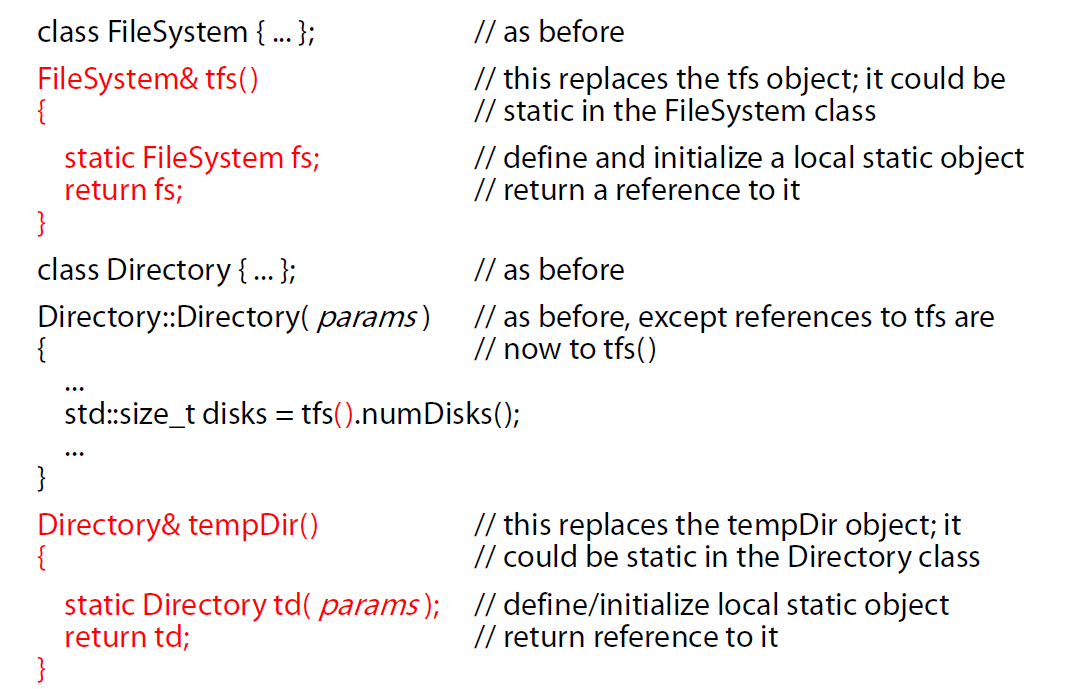 class FileSystem { ... }; // as before
FileSystem& tfs() // this replaces the tfs object; it could be
{ // static in the FileSystem class
static FileSystem fs; // define and initialize a local static object
return fs; // return a reference to it
}
class Directory { ... }; // as before
Directory::Directory( params ) // as before, except references to tfs are
{ // now to tfs()
...
std::size_t disks = tfs().numDisks();
...
}
Directory& tempDir() // this replaces the tempDir object; it
{ // could be static in the Directory class
static Directory td( params ); // define/initialize local static object
return td; // return reference to it
}